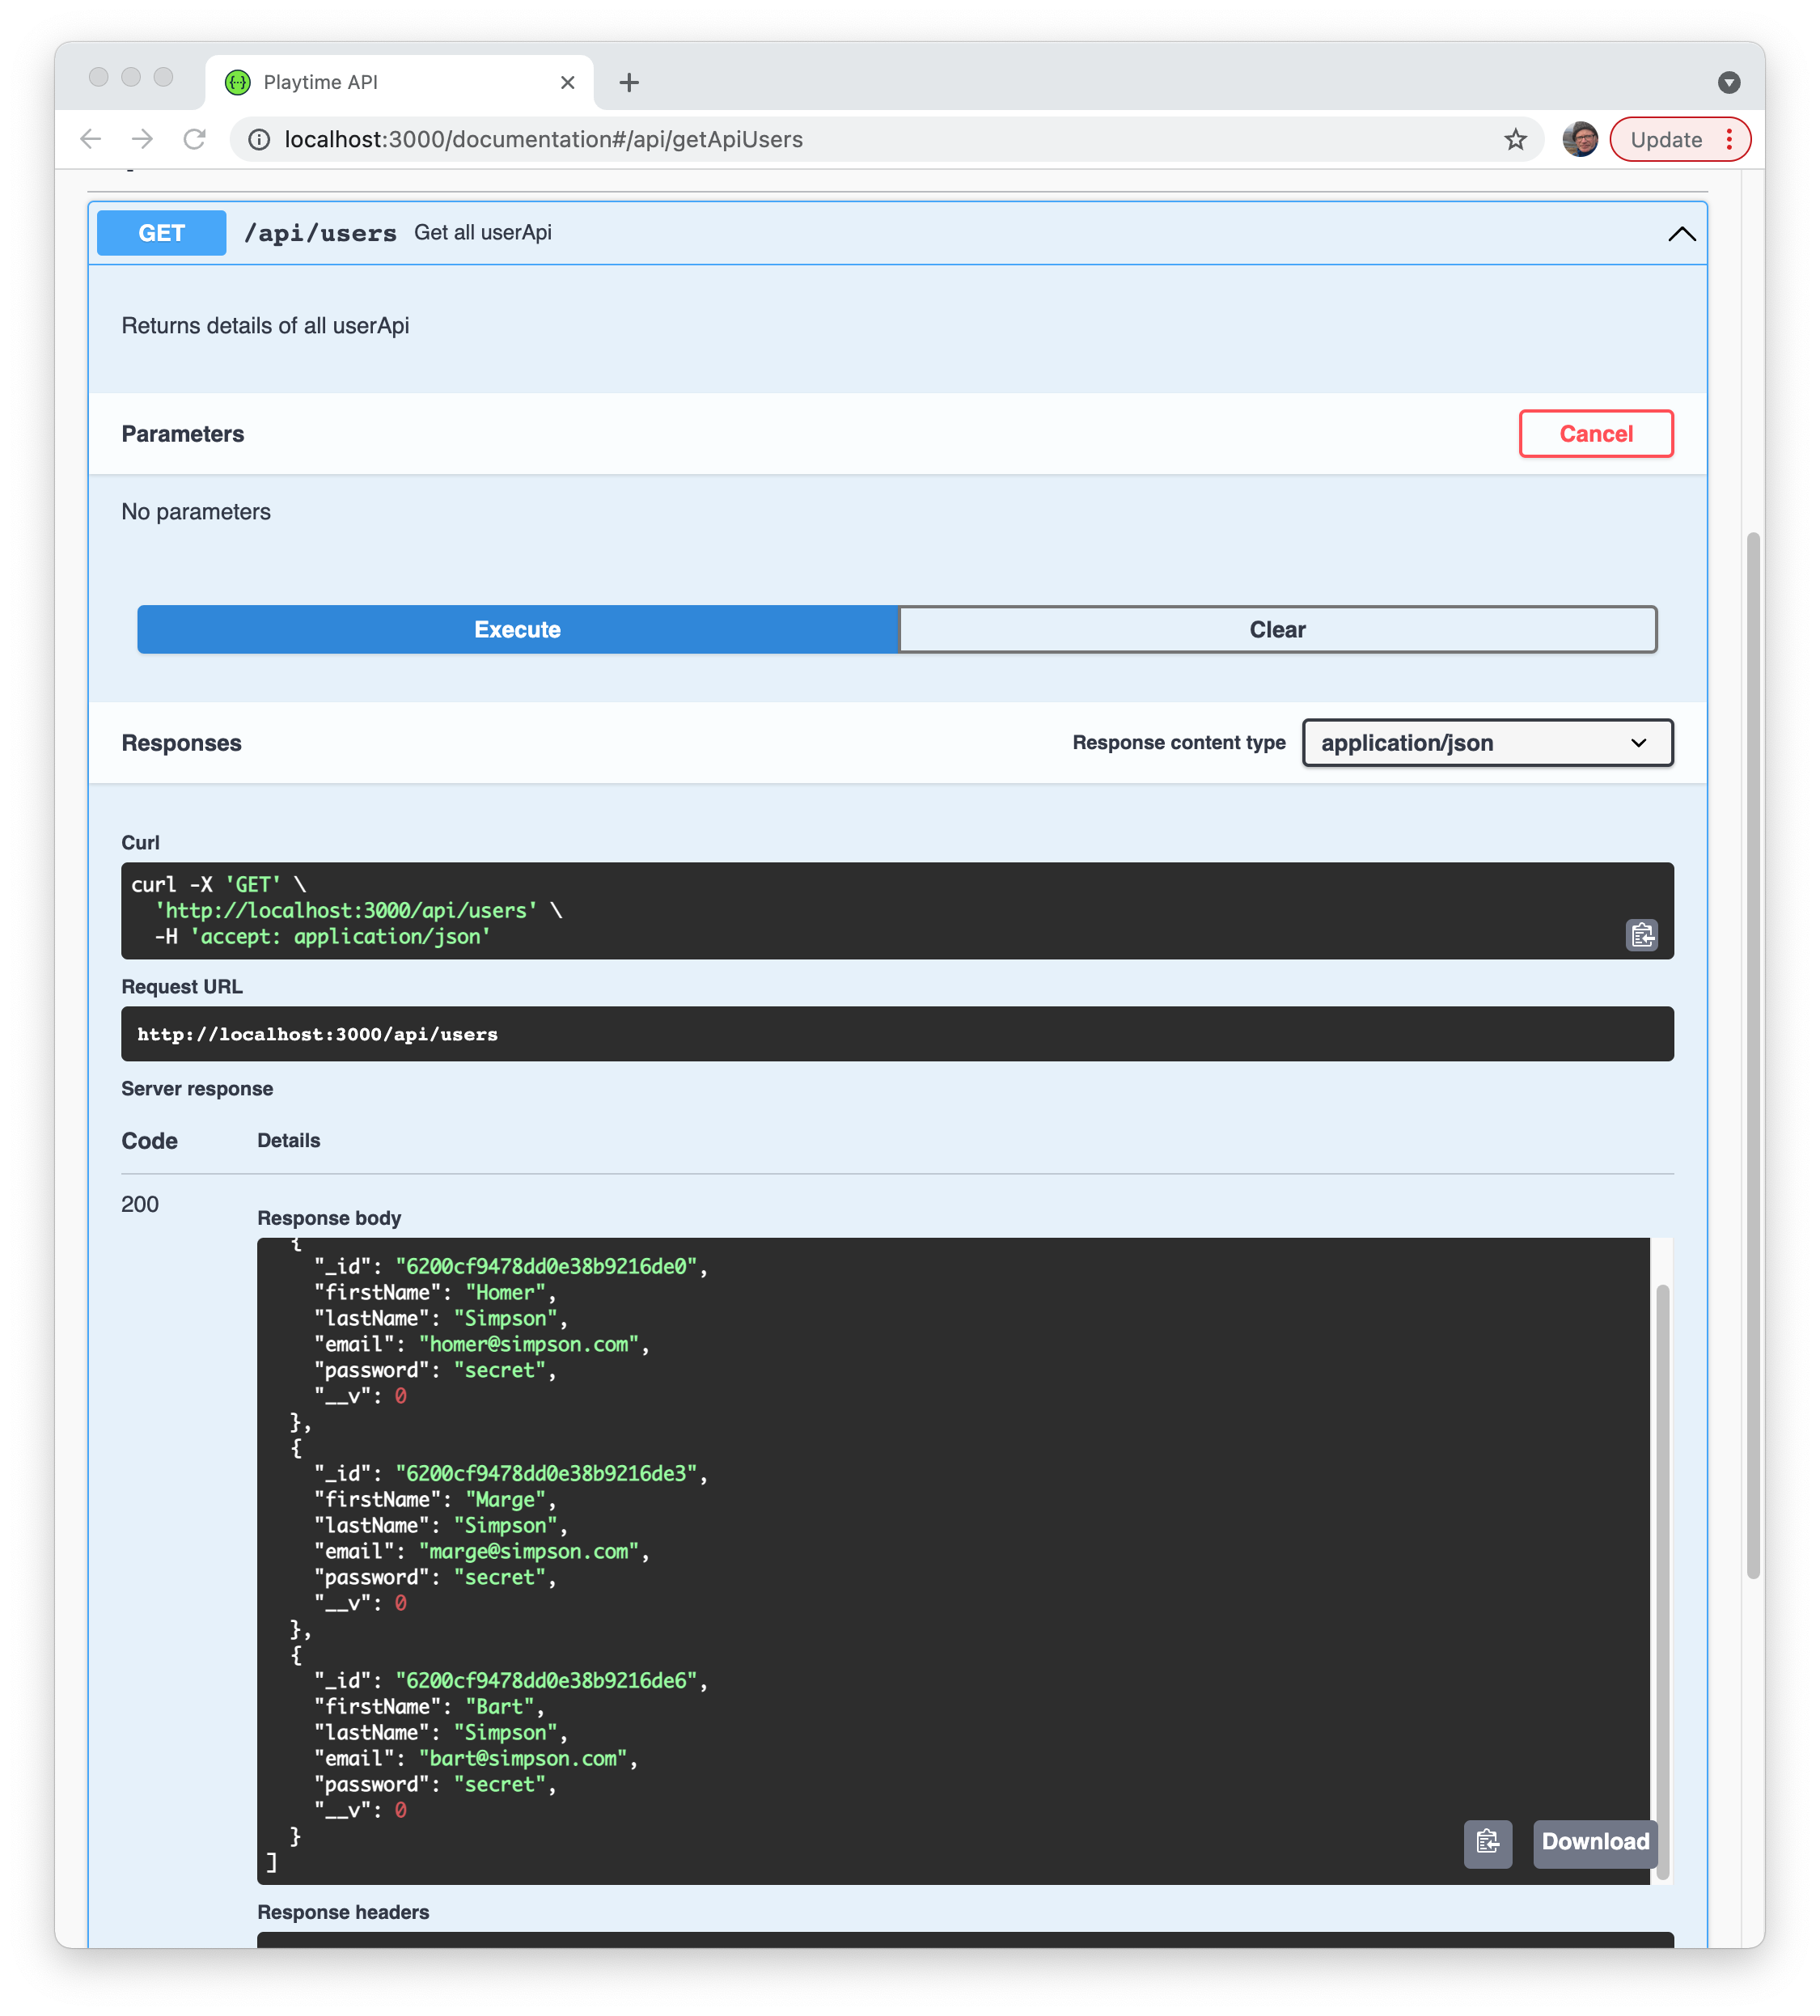 Playtime API
localhost:3000/documentation#/api/getApiUsers
Update
GET /api/users Get all userApi
Returns details of all userApi
Parameters
Cancel
No parameters
Execute
Clear
Responses
Response content type
application/json
Curl
curl -X 'GET' \
  'http://localhost:3000/api/users' \
  -H 'accept: application/json'
Request URL
http://localhost:3000/api/users
Server response
Code Details
200
Response body
  {
    "_id": "6200cf9478dd0e38b9216de0",
    "firstName": "Homer",
    "lastName": "Simpson",
    "email": "homer@simpson.com",
    "password": "secret",
    "__v": 0
  },
  {
    "_id": "6200cf9478dd0e38b9216de3",
    "firstName": "Marge",
    "lastName": "Simpson",
    "email": "marge@simpson.com",
    "password": "secret",
    "__v": 0
  },
  {
    "_id": "6200cf9478dd0e38b9216de6",
    "firstName": "Bart",
    "lastName": "Simpson",
    "email": "bart@simpson.com",
    "password": "secret",
    "__v": 0
  }
]
Download
Response headers